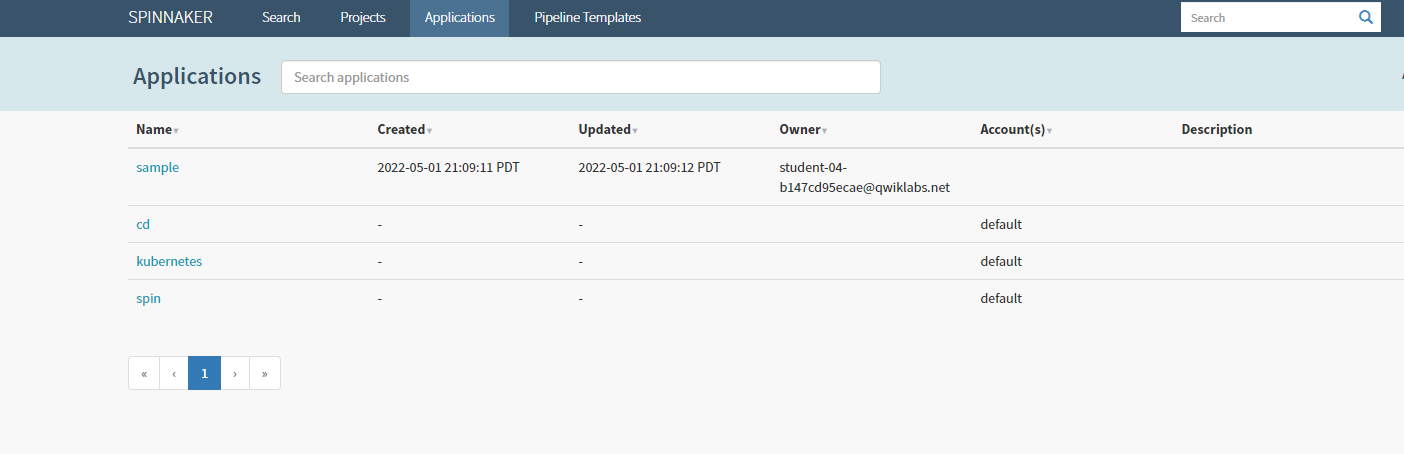 SPINNAKER Search Projects Applications Pipeline Templates Search
Applications Search applications
Name Created Updated Owner Account(s) Description
sample 2022-05-01 21:09:11 PDT 2022-05-01 21:09:12 PDT student-04-
b147cd95ecae@qwiklabs.net
cd - - default
kubernetes - - default
spin - - default
« ‹ 1 › »